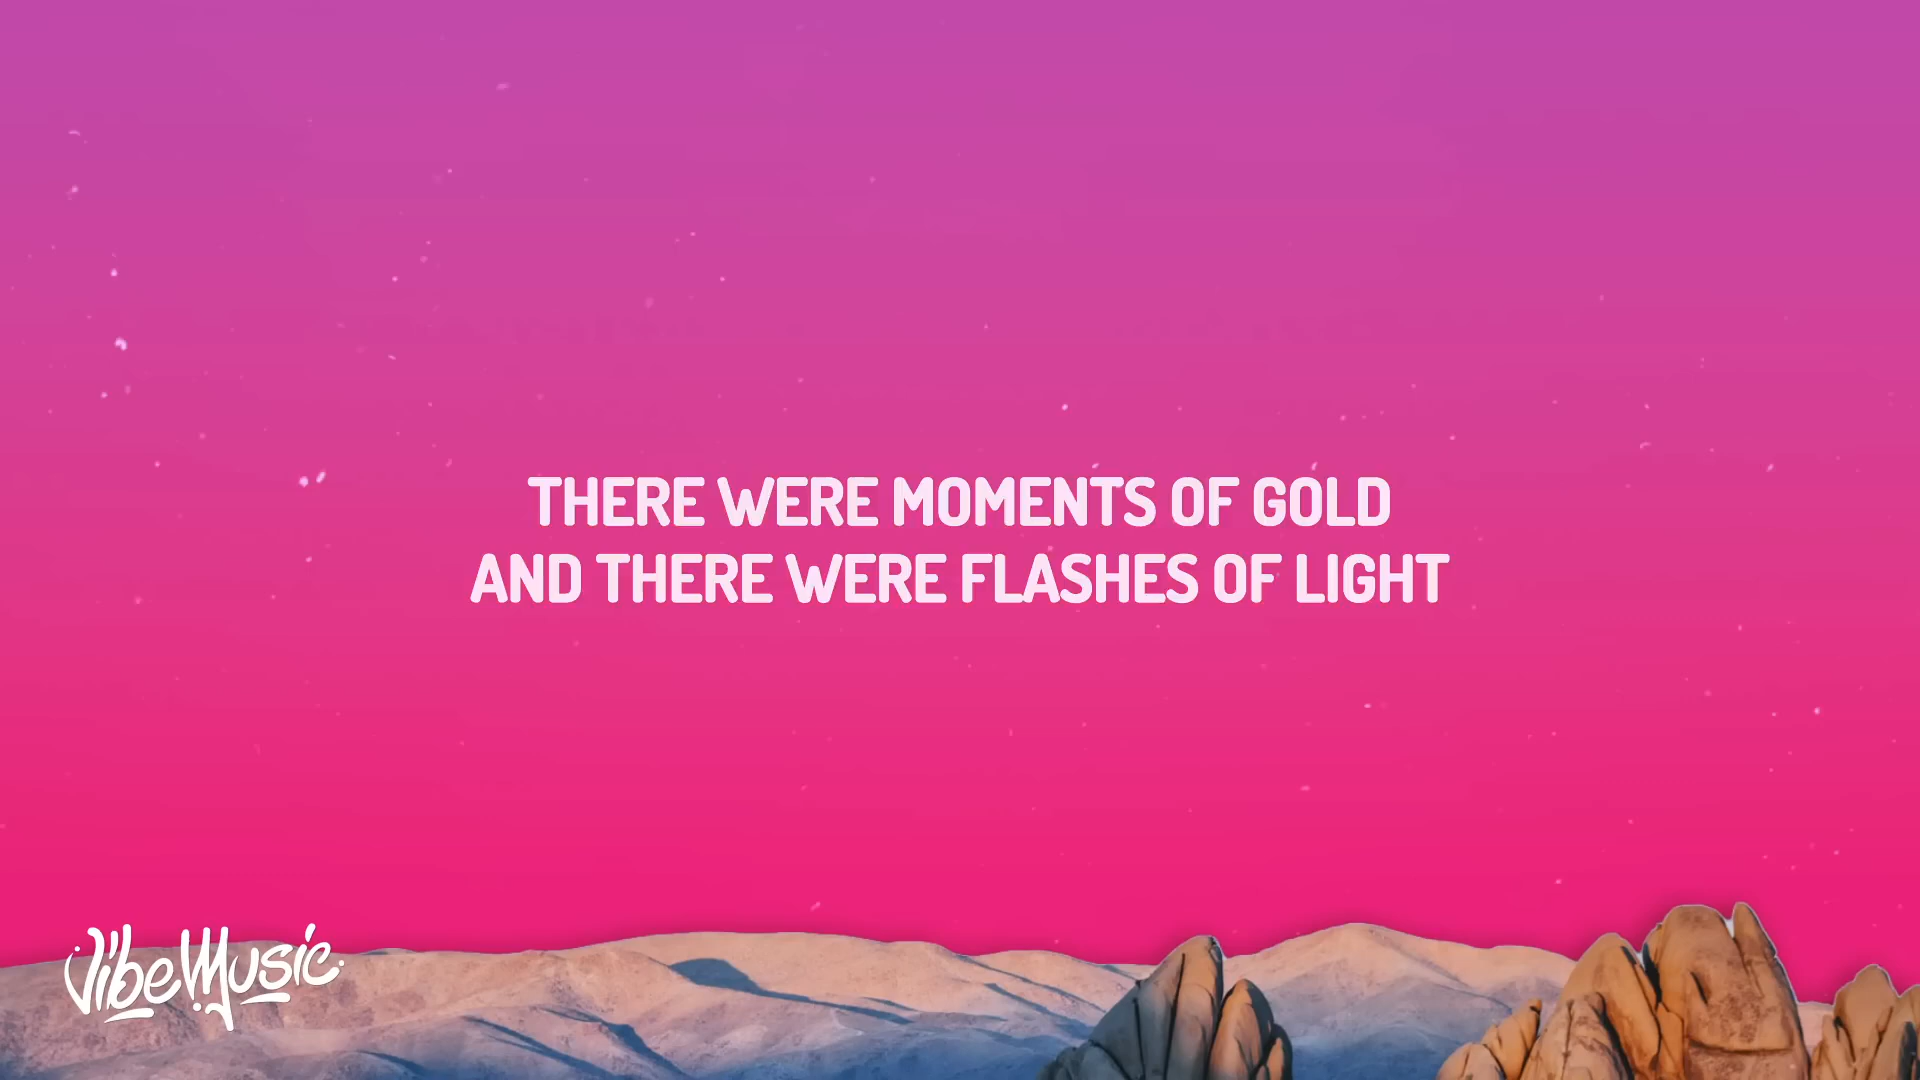 THERE WERE MOMENTS OF GOLD
AND THERE WERE FLASHES OF LIGHT
VibeMusic